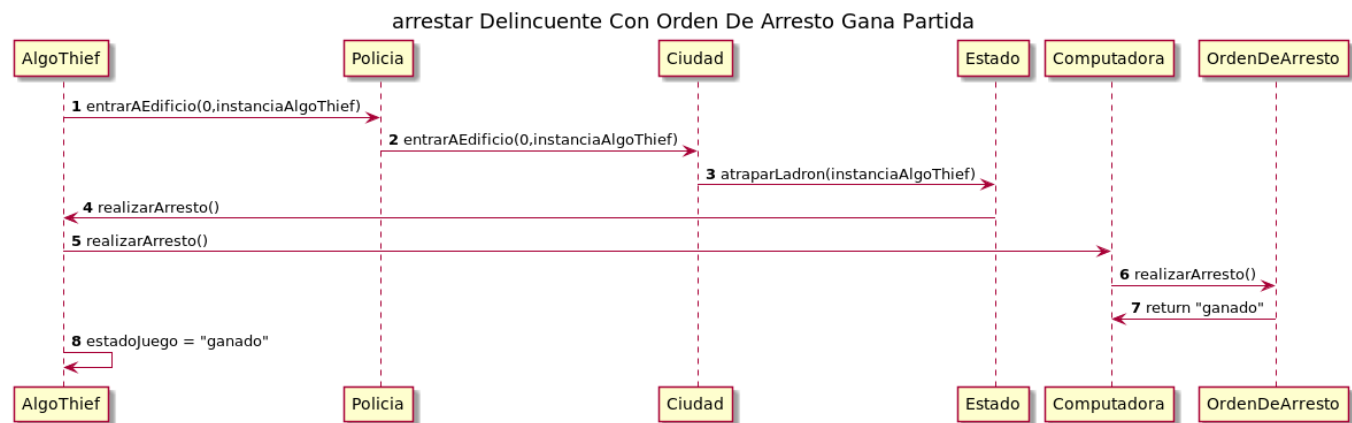 arrestar Delincuente Con Orden De Arresto Gana Partida
AlgoThief Policia Ciudad Estado Computadora OrdenDeArresto
1 entrarAEdificio(0,instanciaAlgoThief)
2 entrarAEdificio(0,instanciaAlgoThief)
3 atraparLadron(instanciaAlgoThief)
4 realizarArresto()
5 realizarArresto()
6 realizarArresto()
7 return "ganado"
8 estadoJuego = "ganado"
AlgoThief Policia Ciudad Estado Computadora OrdenDeArresto